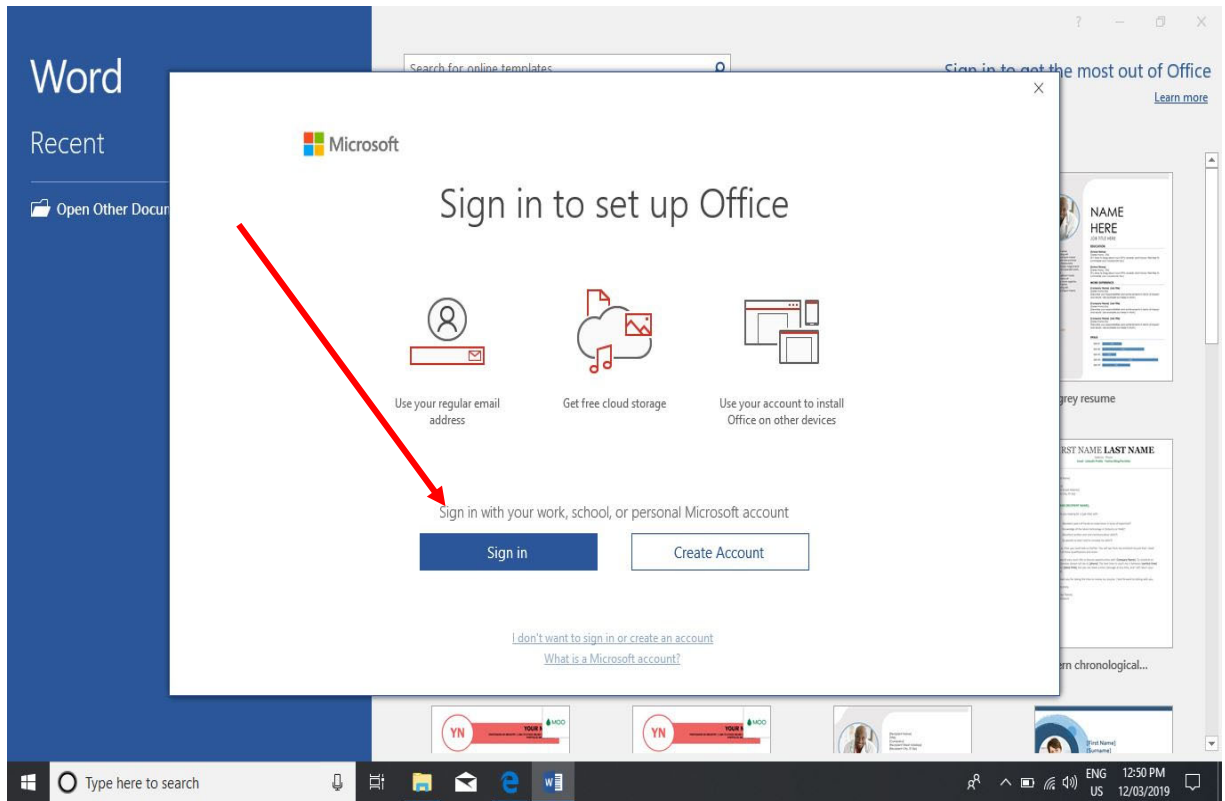 Word
Search for online templates
Sign in to get the most out of Office
Learn more
Recent
Open Other Docum
Microsoft
Sign in to set up Office
Use your regular email
address
Get free cloud storage
Use your account to install
Office on other devices
Sign in with your work, school, or personal Microsoft account
Sign in
Create Account
I don't want to sign in or create an account
What is a Microsoft account?
NAME
HERE
grey resume
RST NAME LAST NAME
ern chronological...
YN
YOUR N
MOO
YN
YOUR N
MOO
[First Name]
[Surname]
Type here to search
ENG
US
12:50 PM
12/03/2019